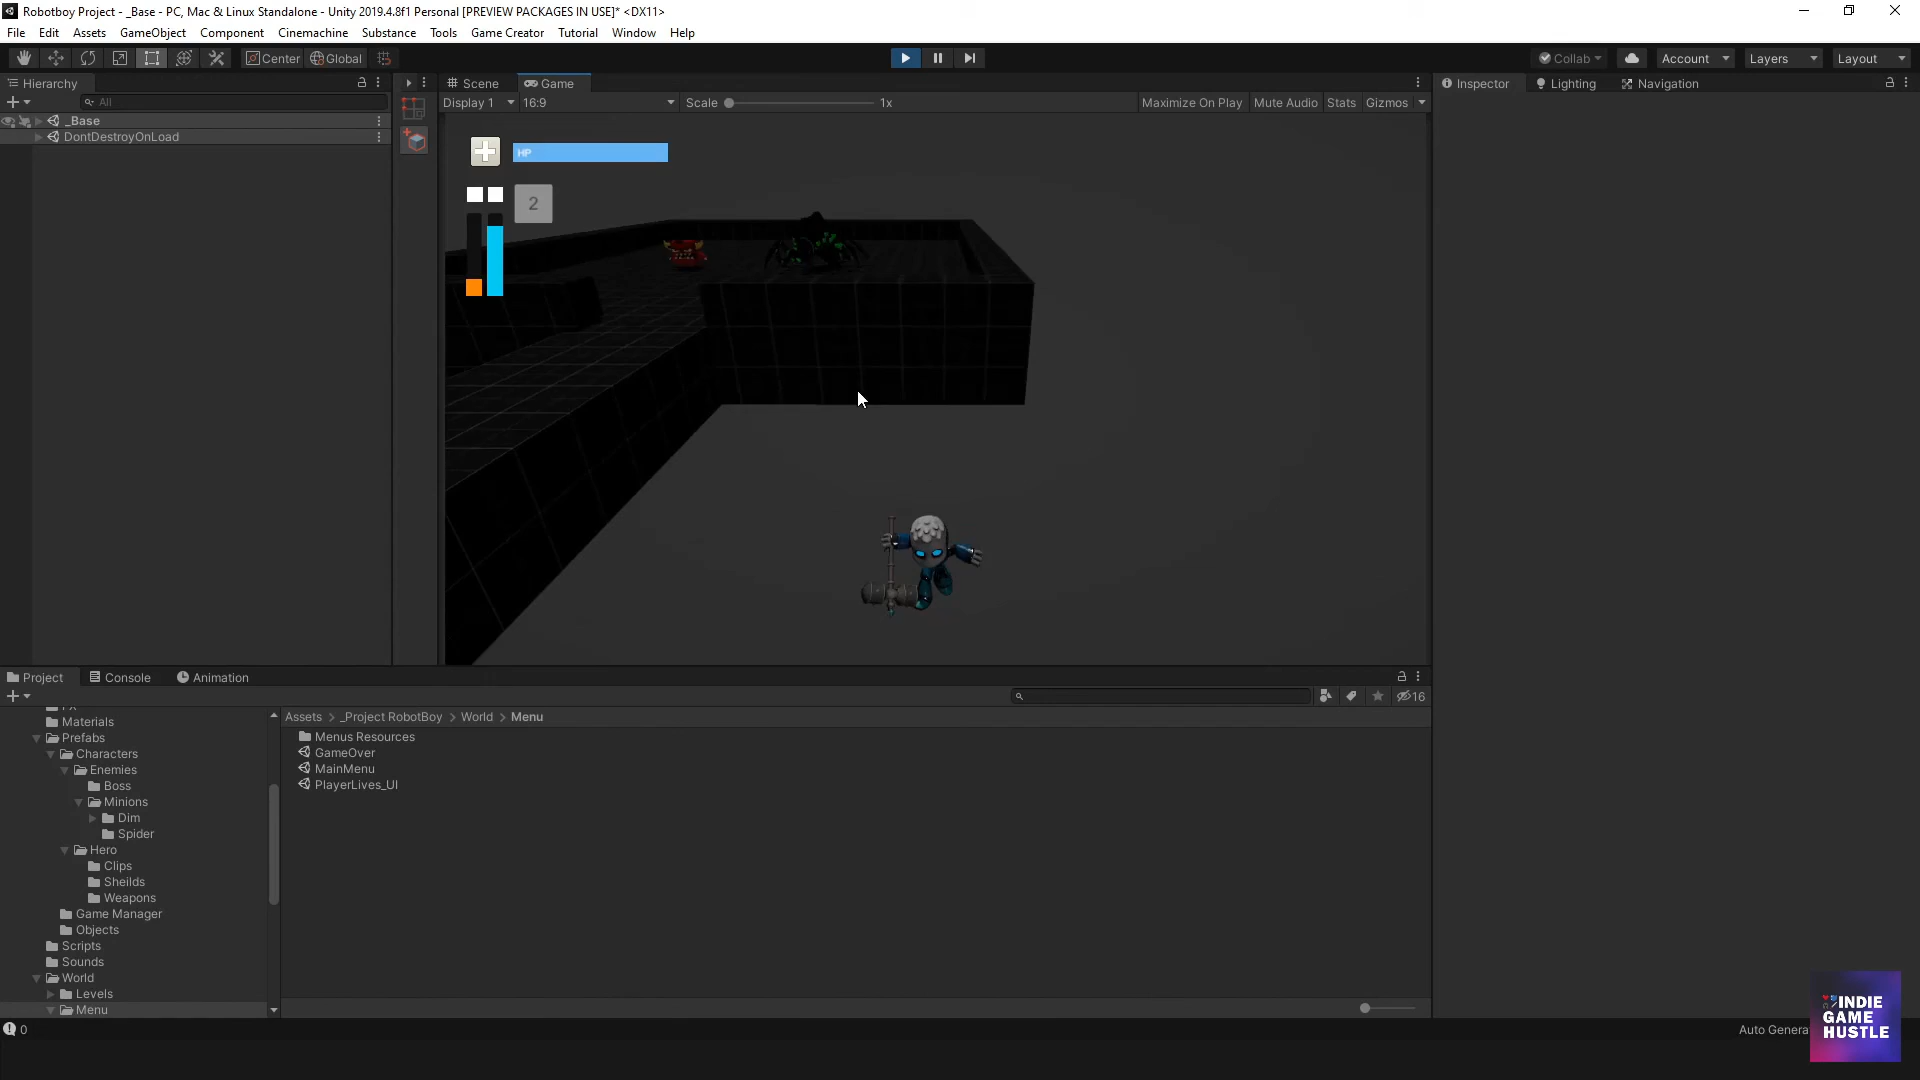 Robotboy Project - _Base - PC, Mac & Linux Standalone - Unity 2019.4.8f1 Personal [PREVIEW PACKAGES IN USE]* <DX11>
File Edit Assets GameObject Component Cinemachine Substance Tools Game Creator Tutorial Window Help
Center Global Collab Account Layers Layout
Hierarchy Scene Game Inspector Lighting Navigation
All Display 1 16:9 Scale 1x Maximize On Play Mute Audio Stats Gizmos
_Base
DontDestroyOnLoad
HP
2
Project Console Animation
16
Assets > _Project RobotBoy > World > Menu
Materials
Prefabs
Characters
Enemies
Boss
Minions
Dim
Spider
Hero
Clips
Sheilds
Weapons
Game Manager
Objects
Scripts
Sounds
World
Levels
Menu
Menus Resources
GameOver
MainMenu
PlayerLives_UI
0
Auto Genera
INDIE
GAME
HUSTLE